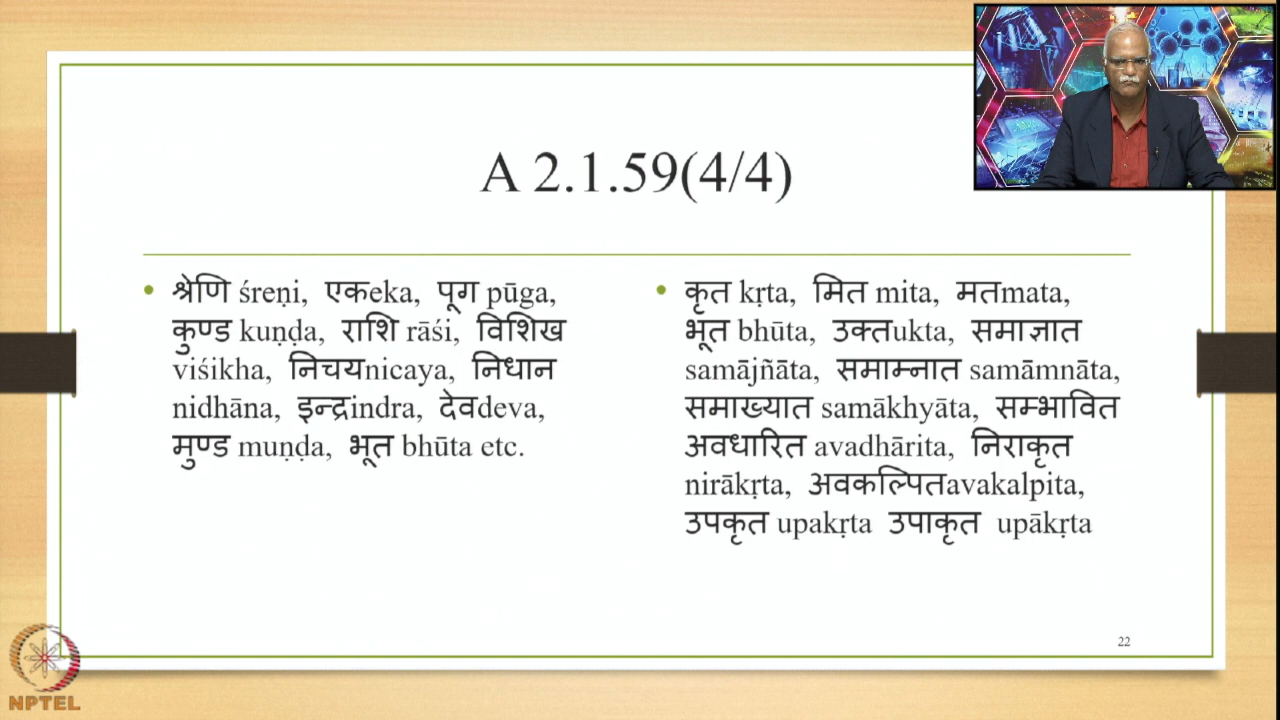 A 2.1.59(4/4)
• श्रेणि śreṇi, एकeka, पूग pūga,
कुण्ड kuṇḍa, राशि rāśi, विशिख
viśikha, निचयnicaya, निधान
nidhāna, इन्द्रindra, देवdeva,
मुण्ड muṇḍa, भूत bhūta etc.
• कृत kṛta, मित mita, मतmata,
भूत bhūta, उक्तukta, समाज्ञात
samājñāta, समाम्नात samāmnāta,
समाख्यात samākhyāta, सम्भावित
अवधारित avadhārita, निराकृत
nirākṛta, अवकल्पितavakalpita,
उपकृत upakṛta उपाकृत upākṛta
22
NPTEL